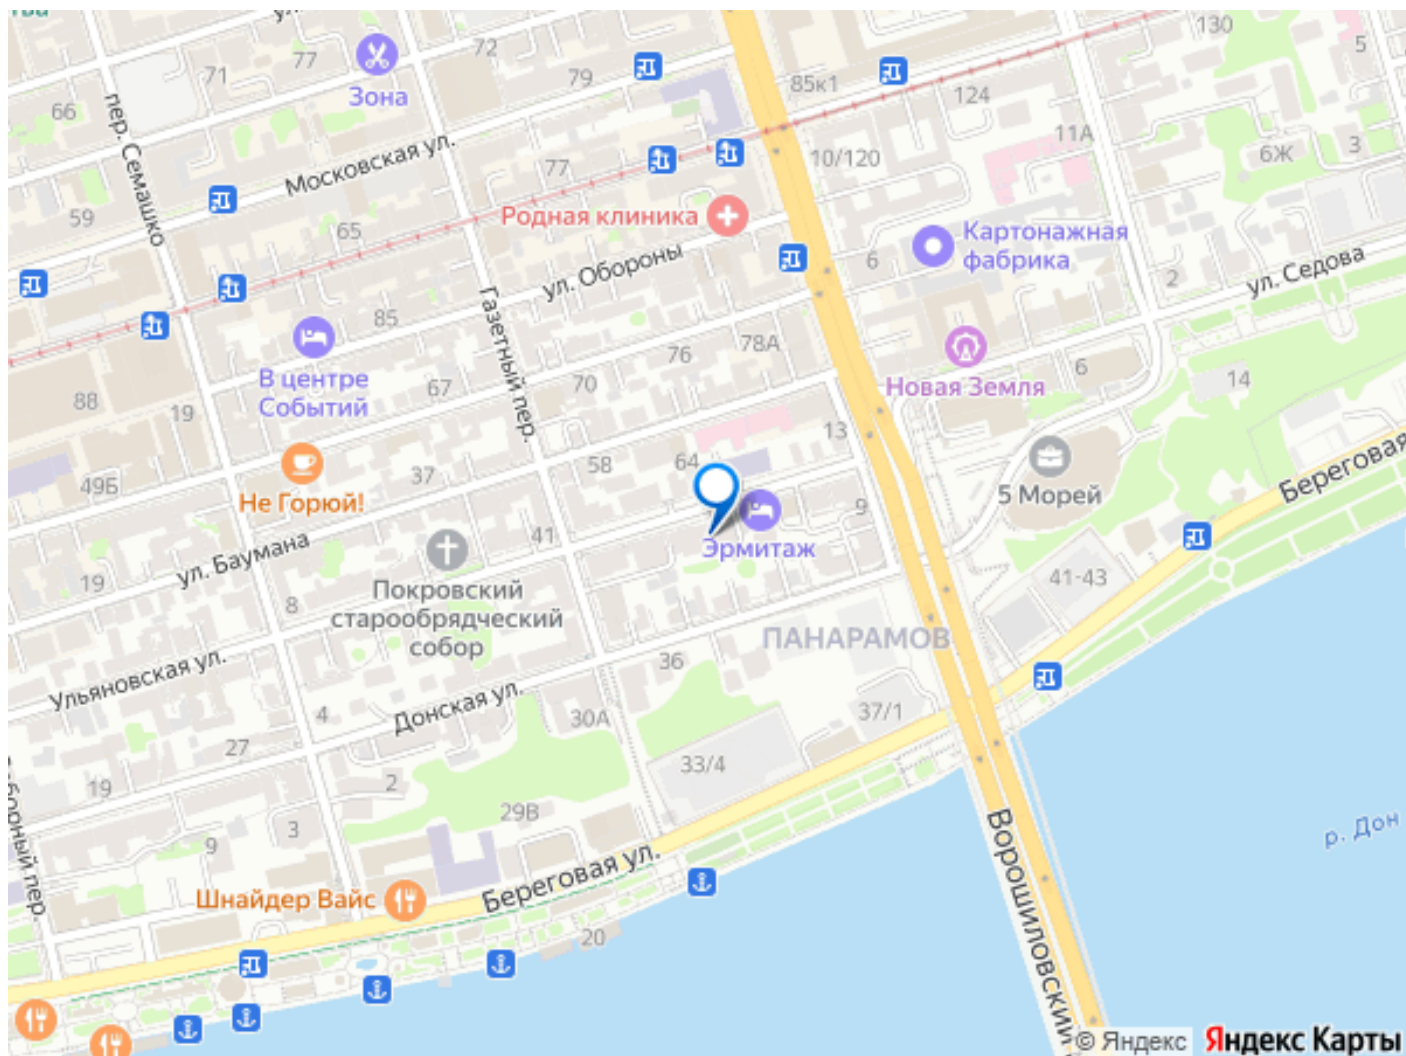 72
130
77
5
71
79
Зона
85к1
124
66
пер. Семашко
11А
Московская ул.
77
10/120
6Ж
3
59
Родная клиника
65
Картонажная
фабрика
6
ул. Обороны
ул. Седова
2
Газетный пер.
85
78А
76
В центре
Событий
67
70
Новая Земля
6
14
88
19
13
58
64
37
49Б
5 Морей
Береговая
Не Горюй!
9
41
Эрмитаж
ул. Баумана
19
Покровский
старообрядческий
собор
41-43
8
ПАНАРАМОВ
36
Ульяновская ул.
Донская ул.
4
30А
37/1
27
33/4
2
19
29В
3
9
р. Дон
Ворошиловский
Береговая ул.
Шнайдер Вайс
20
© Яндекс
Яндекс Карты